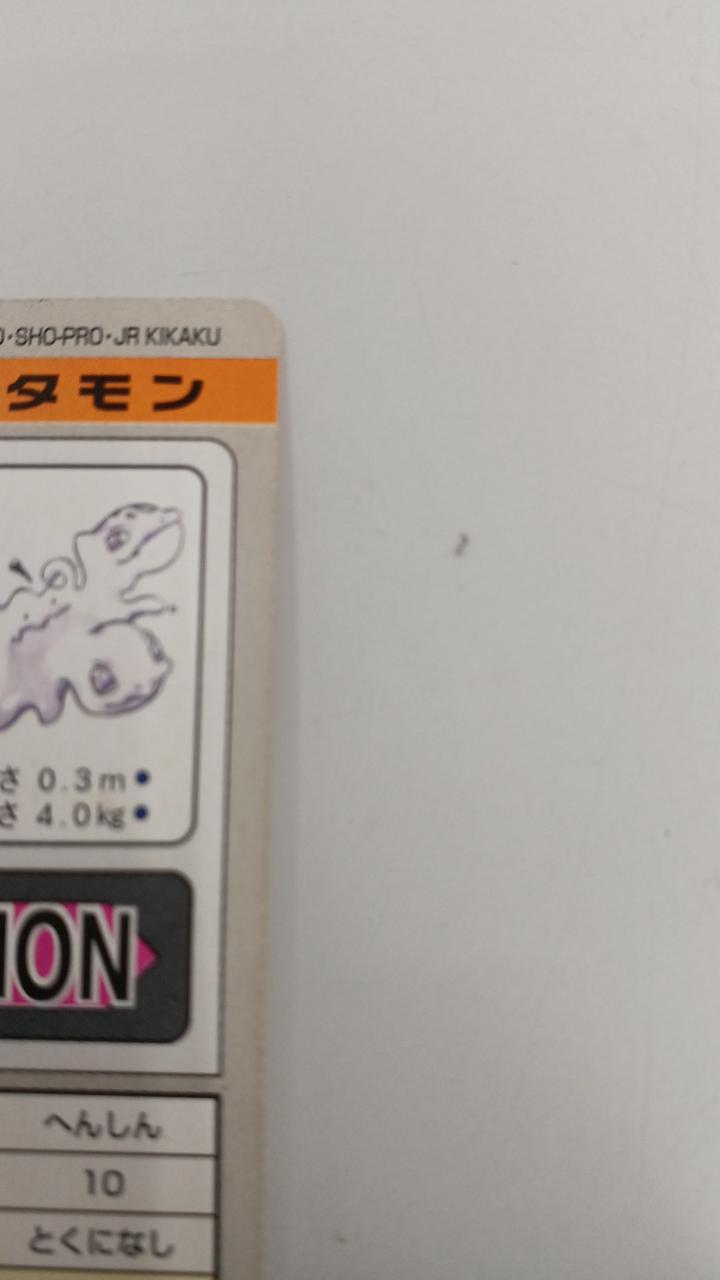 ・SHO-PRO・JR KIKAKU
タモン
さ 0.3m
さ 4.0kg
ION
へんしん
10
とくになし